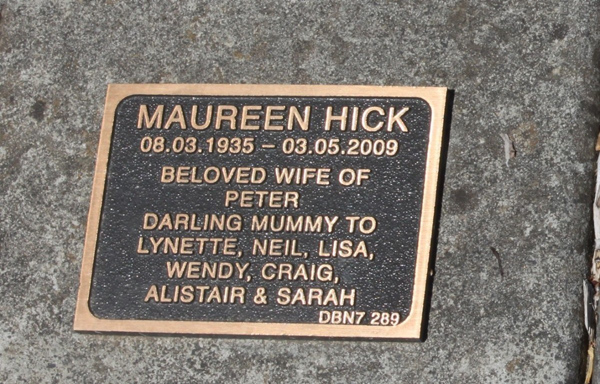 MAUREEN HICK
08.03.1935 – 03.05.2009
BELOVED WIFE OF
PETER
DARLING MUMMY TO
LYNETTE, NEIL, LISA,
WENDY, CRAIG,
ALISTAIR & SARAH
DBN7 289